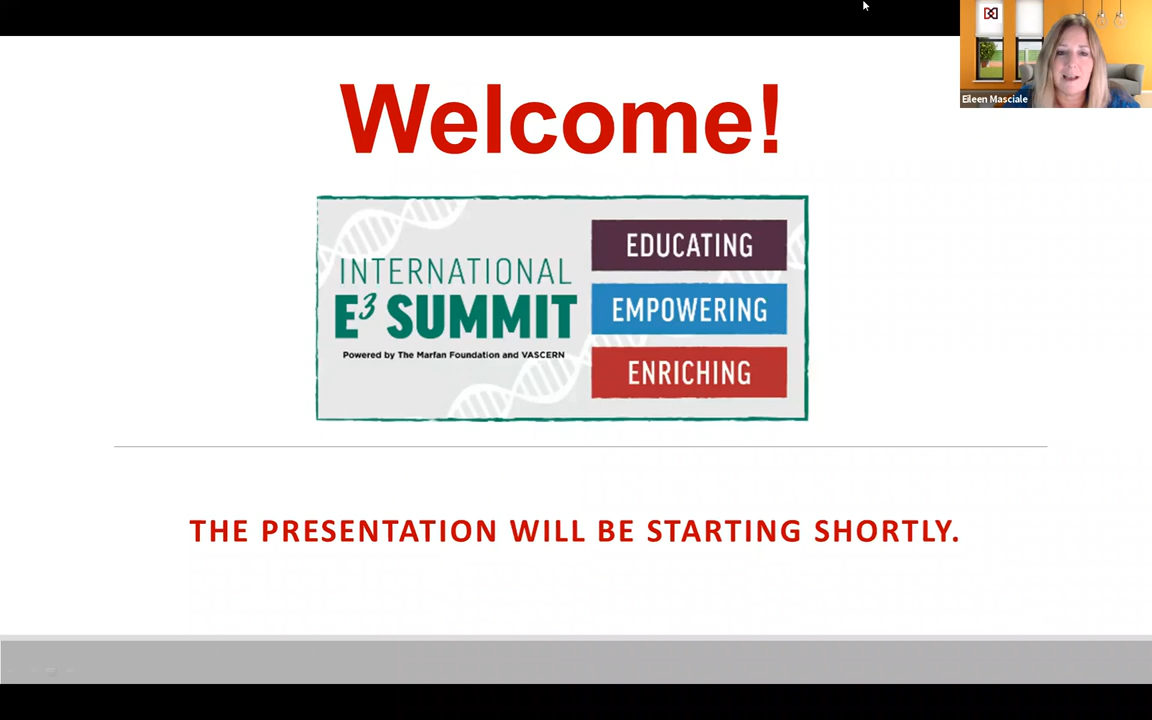 Welcome!
Eileen Masciale
INTERNATIONAL
E³ SUMMIT
Powered by The Marfan Foundation and VASCERN
EDUCATING
EMPOWERING
ENRICHING
THE PRESENTATION WILL BE STARTING SHORTLY.